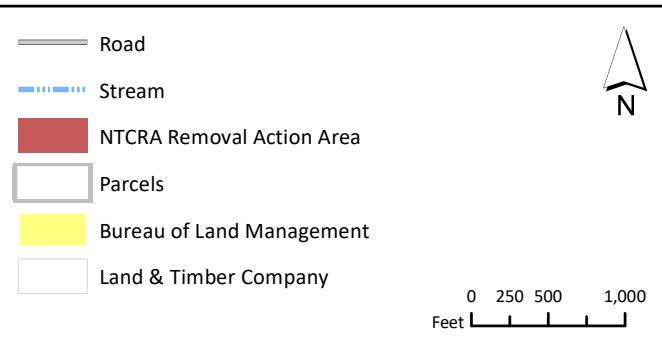 Road
Stream
N
NTCRA Removal Action Area
Parcels
Bureau of Land Management
Land & Timber Company
0 250 500 1,000
Feet